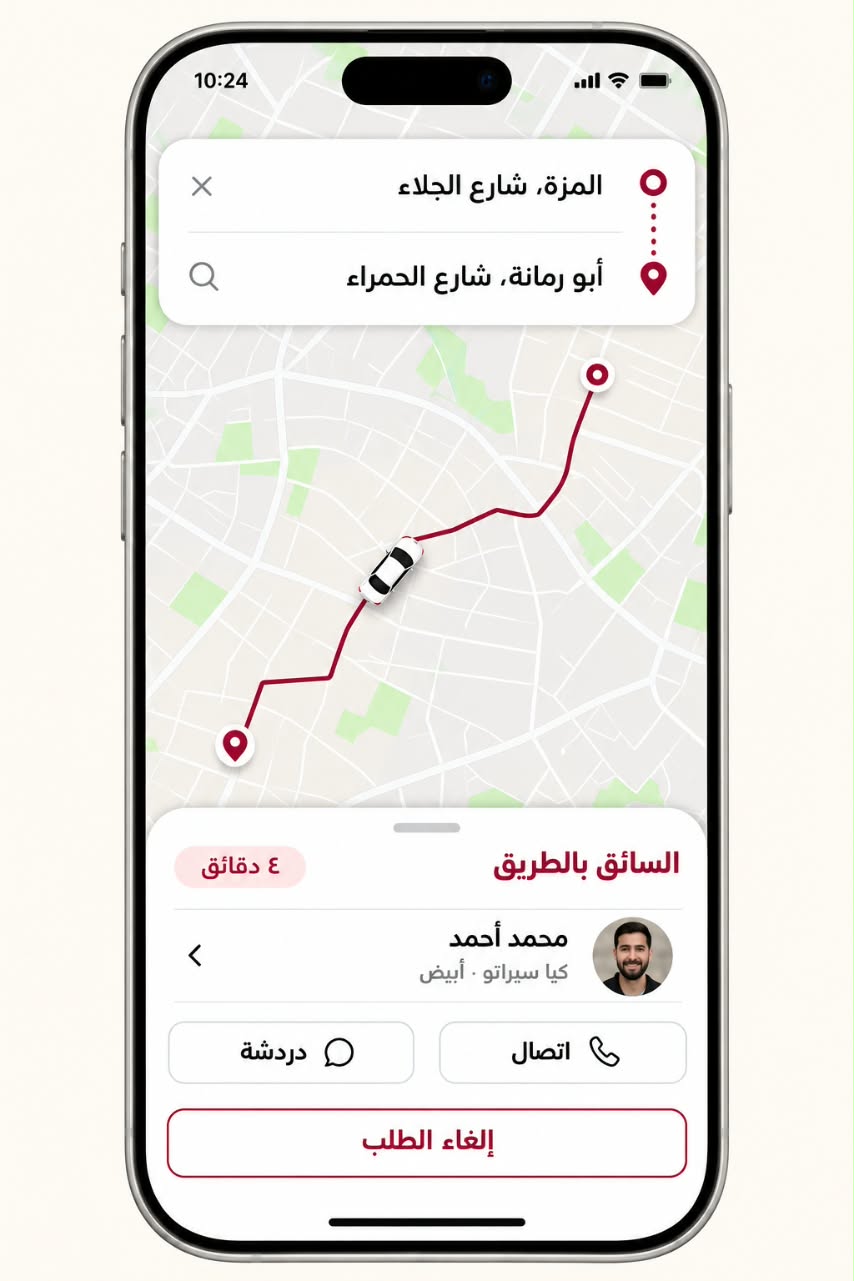 10:24
المزة، شارع الجلاء
أبو رمانة، شارع الحمراء
السائق بالطريق
٤ دقائق
محمد أحمد
كيا سيراتو · أبيض
اتصال
دردشة
إلغاء الطلب